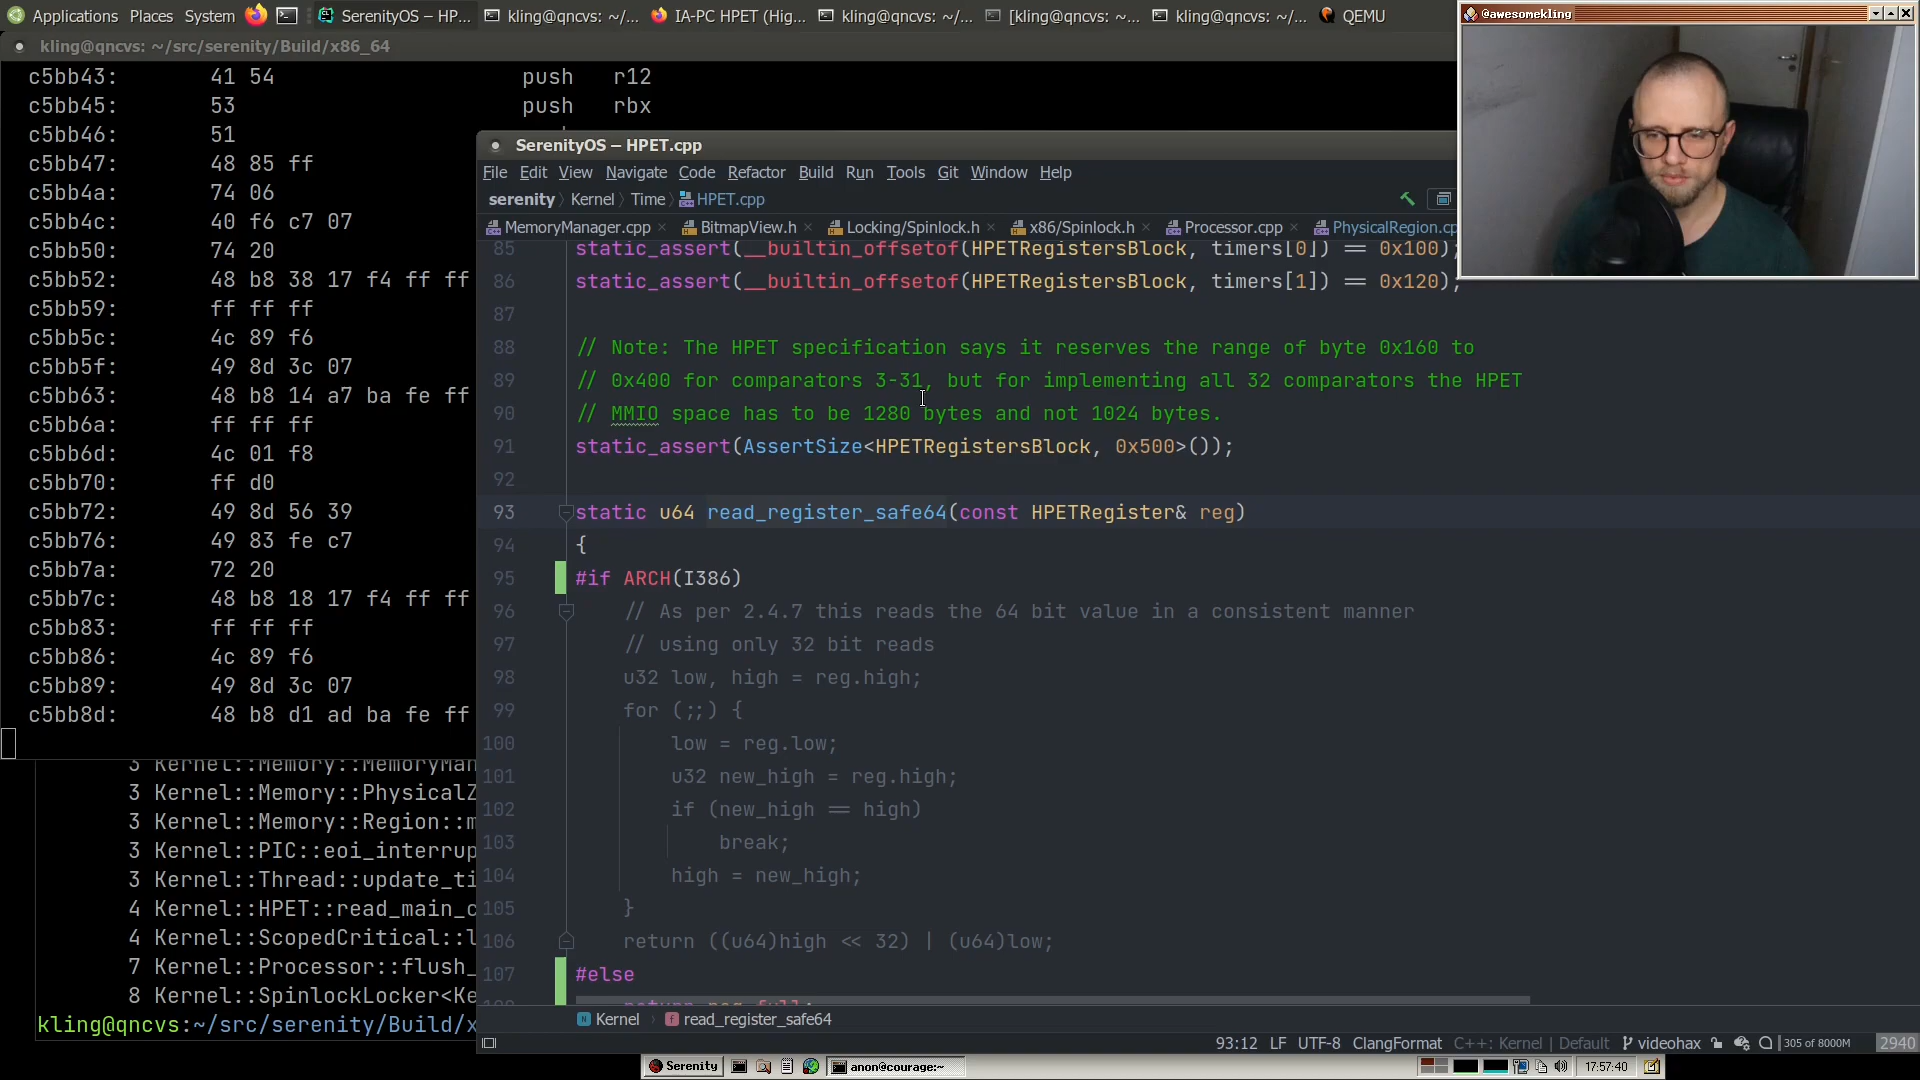 Applications Places System SerenityOS – HP... kling@qncvs: ~/... IA-PC HPET (Hig... kling@qncvs: ~/... [kling@qncvs: ~... kling@qncvs: ~/... QEMU
@awesomekling
kling@qncvs: ~/src/serenity/Build/x86_64
c5bb43: 41 54 push r12
c5bb45: 53 push rbx
c5bb46: 51
c5bb47: 48 85 ff
c5bb4a: 74 06
c5bb4c: 40 f6 c7 07
c5bb50: 74 20
c5bb52: 48 b8 38 17 f4 ff ff
c5bb59: ff ff ff
c5bb5c: 4c 89 f6
c5bb5f: 49 8d 3c 07
c5bb63: 48 b8 14 a7 ba fe ff
c5bb6a: ff ff ff
c5bb6d: 4c 01 f8
c5bb70: ff d0
c5bb72: 49 8d 56 39
c5bb76: 49 83 fe c7
c5bb7a: 72 20
c5bb7c: 48 b8 18 17 f4 ff ff
c5bb83: ff ff ff
c5bb86: 4c 89 f6
c5bb89: 49 8d 3c 07
c5bb8d: 48 b8 d1 ad ba fe ff
3 Kernel::Memory::MemoryMan
3 Kernel::Memory::PhysicalZ
3 Kernel::Memory::Region::m
3 Kernel::PIC::eoi_interrup
3 Kernel::Thread::update_ti
4 Kernel::HPET::read_main_c
4 Kernel::ScopedCritical::l
7 Kernel::Processor::flush_
8 Kernel::SpinlockLocker<Ke
kling@qncvs:~/src/serenity/Build/x
SerenityOS – HPET.cpp
File Edit View Navigate Code Refactor Build Run Tools Git Window Help
serenity Kernel Time HPET.cpp
MemoryManager.cpp BitmapView.h Locking/Spinlock.h x86/Spinlock.h Processor.cpp PhysicalRegion.cp
85 static_assert(__builtin_offsetof(HPETRegistersBlock, timers[0]) == 0x100);
86 static_assert(__builtin_offsetof(HPETRegistersBlock, timers[1]) == 0x120);
87
88 // Note: The HPET specification says it reserves the range of byte 0x160 to
89 // 0x400 for comparators 3-31, but for implementing all 32 comparators the HPET
90 // MMIO space has to be 1280 bytes and not 1024 bytes.
91 static_assert(AssertSize<HPETRegistersBlock, 0x500>());
92
93 static u64 read_register_safe64(const HPETRegister& reg)
94 {
95 #if ARCH(I386)
96 // As per 2.4.7 this reads the 64 bit value in a consistent manner
97 // using only 32 bit reads
98 u32 low, high = reg.high;
99 for (;;) {
100 low = reg.low;
101 u32 new_high = reg.high;
102 if (new_high == high)
103 break;
104 high = new_high;
105 }
106 return ((u64)high << 32) | (u64)low;
107 #else
108 return reg.full;
Kernel read_register_safe64
93:12 LF UTF-8 ClangFormat C++: Kernel | Default videohax 305 of 8000M 2940
Serenity anon@courage:~ 17:57:40